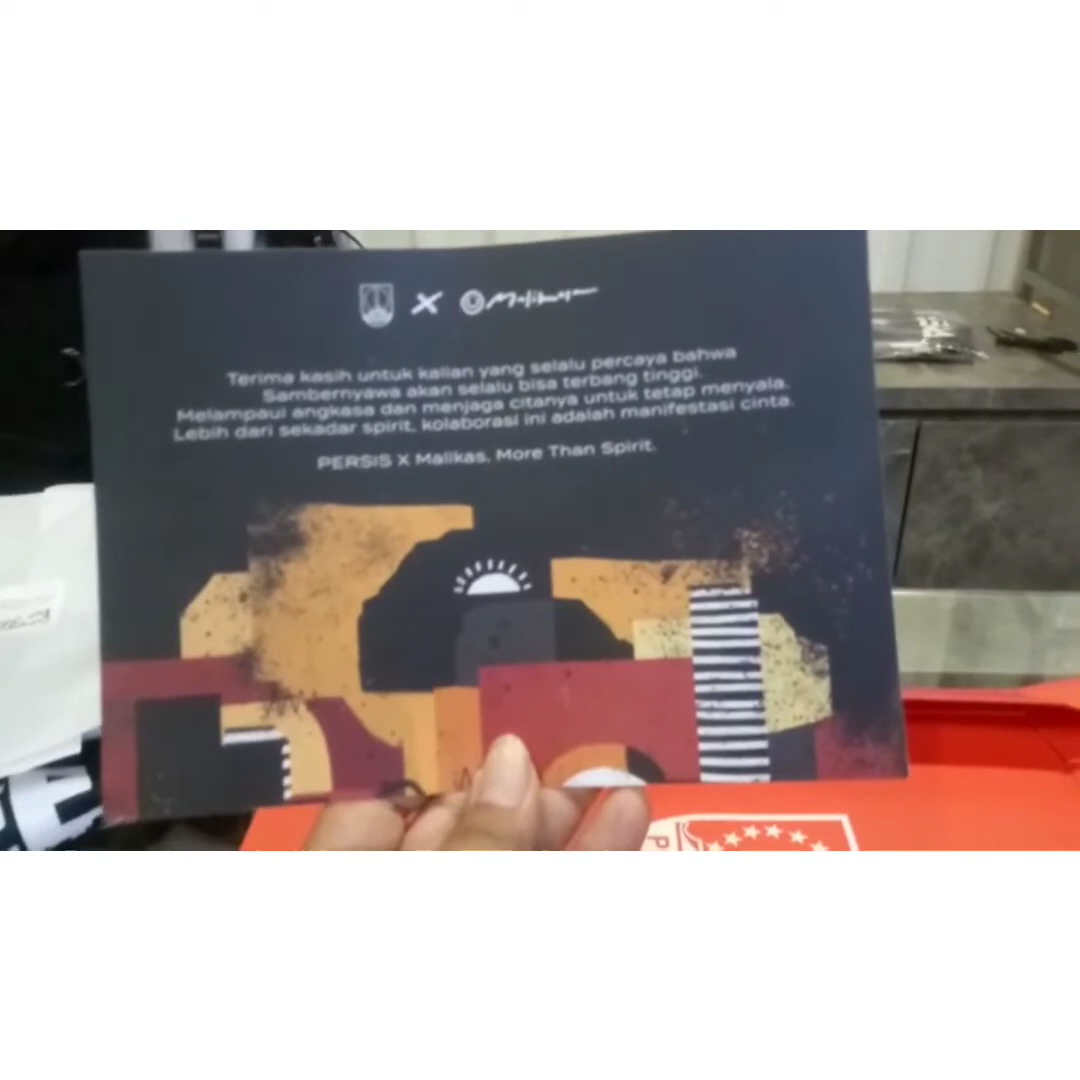 X Malikas
Terima kasih untuk kalian yang selalu percaya bahwa
Sambernyawa akan selalu bisa terbang tinggi.
Melampaui angkasa dan menjaga citanya untuk tetap menyala.
Lebih dari sekadar spirit, kolaborasi ini adalah manifestasi cinta.
PERSIS X Malikas, More Than Spirit.
P